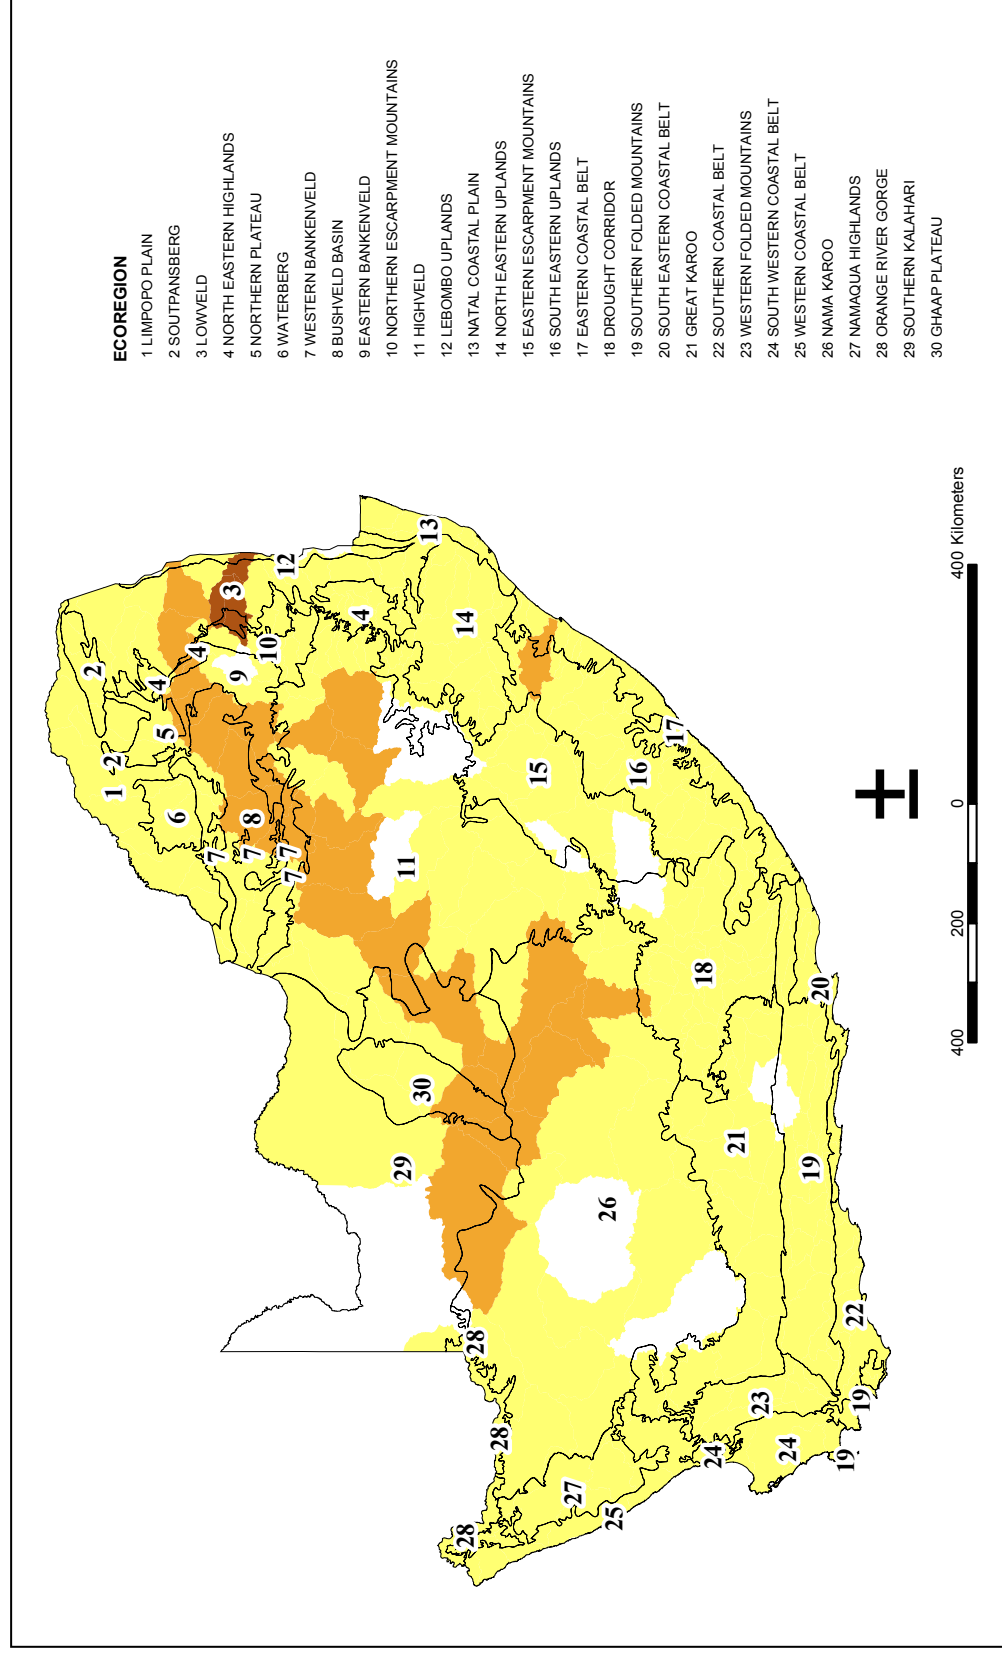 ECOREGION
1 LIMPOPO PLAIN
2 SOUTPANSBERG
3 LOWVELD
4 NORTH EASTERN HIGHLANDS
5 NORTHERN PLATEAU
6 WATERBERG
7 WESTERN BANKENVELD
8 BUSHVELD BASIN
9 EASTERN BANKENVELD
10 NORTHERN ESCARPMENT MOUNTAINS
11 HIGHVELD
12 LEBOMBO UPLANDS
13 NATAL COASTAL PLAIN
14 NORTH EASTERN UPLANDS
15 EASTERN ESCARPMENT MOUNTAINS
16 SOUTH EASTERN UPLANDS
17 EASTERN COASTAL BELT
18 DROUGHT CORRIDOR
19 SOUTHERN FOLDED MOUNTAINS
20 SOUTH EASTERN COASTAL BELT
21 GREAT KAROO
22 SOUTHERN COASTAL BELT
23 WESTERN FOLDED MOUNTAINS
24 SOUTH WESTERN COASTAL BELT
25 WESTERN COASTAL BELT
26 NAMA KAROO
27 NAMAQUA HIGHLANDS
28 ORANGE RIVER GORGE
29 SOUTHERN KALAHARI
30 GHAAP PLATEAU
2
1
2
4
5
6
4
3
7
9
8
7
10
12
7
7
4
11
13
29
30
14
28
28
28
15
27
26
16
25
17
18
24
21
23
24
19
20
19
22
19
400 200 0 400 Kilometers